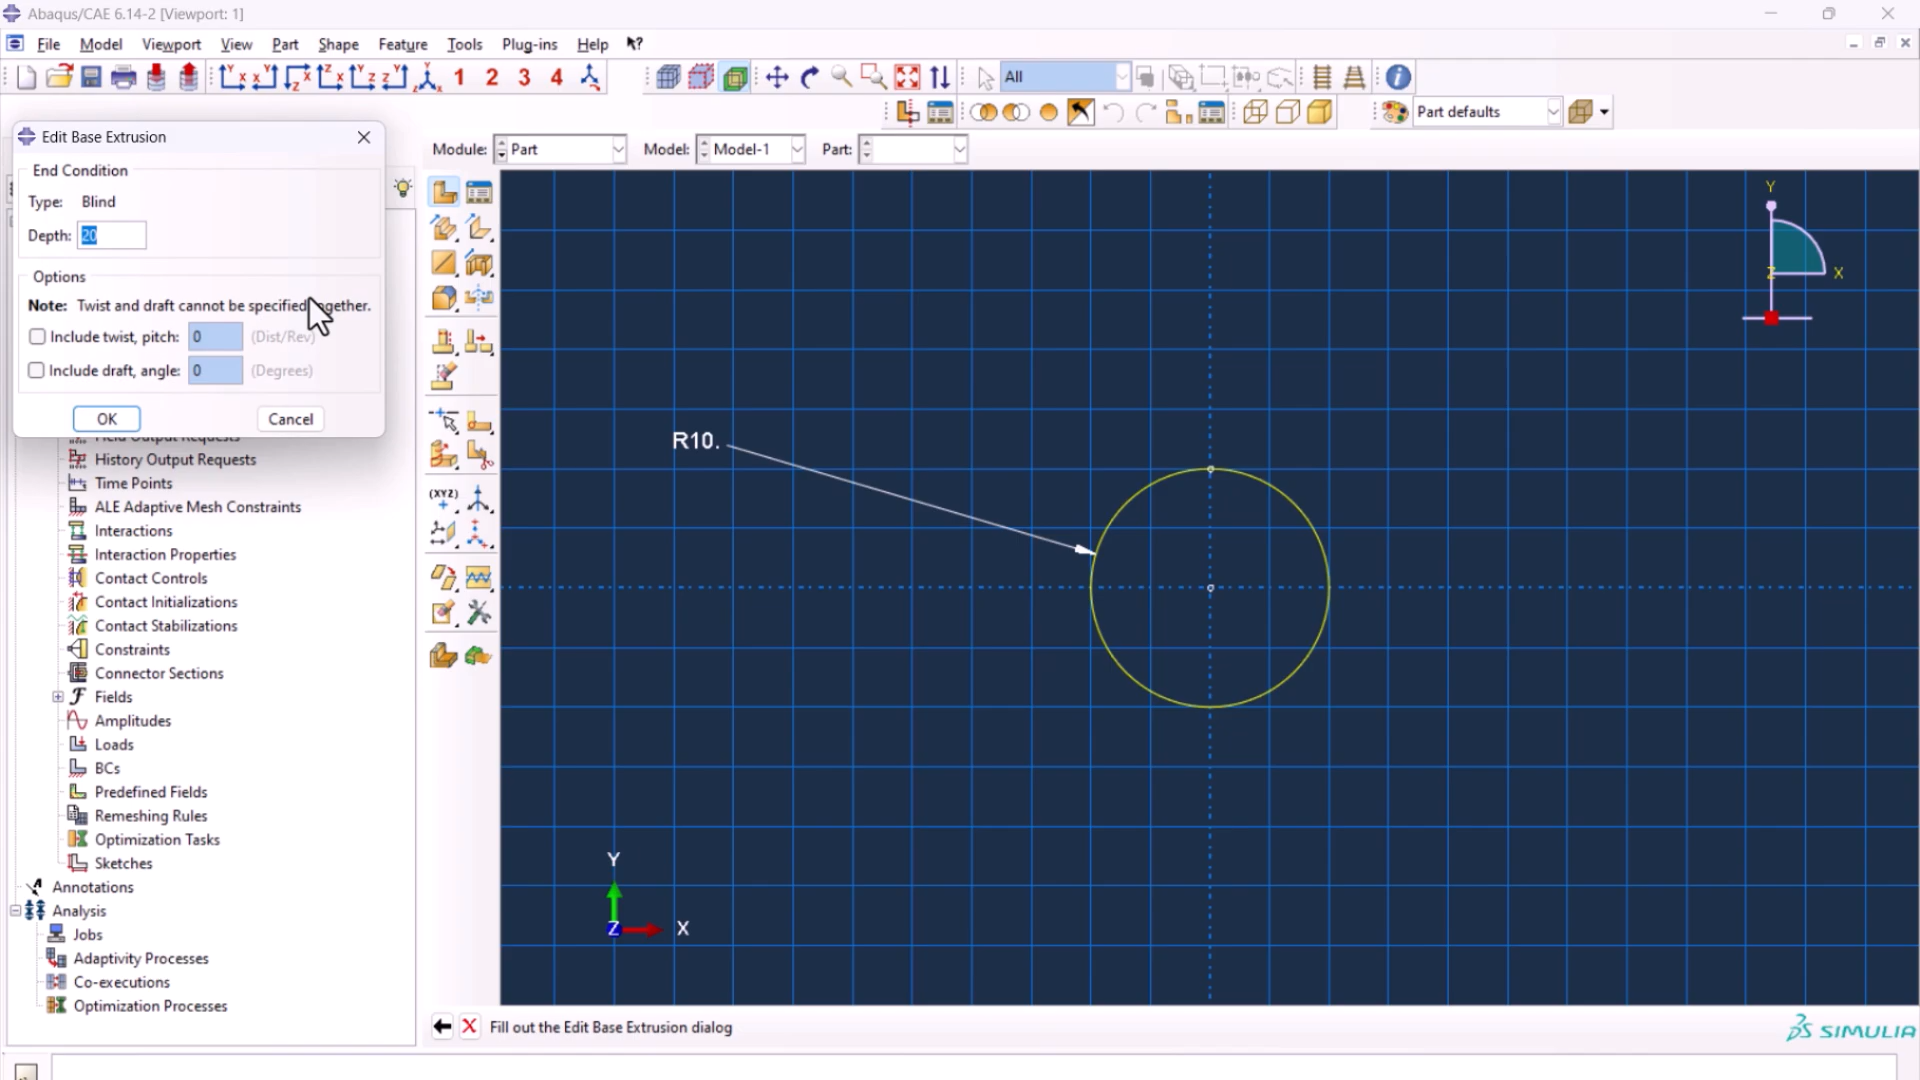 Abaqus/CAE 6.14-2 [Viewport: 1]
File Model Viewport View Part Shape Feature Tools Plug-ins Help
1 2 3 4
All
Part defaults
Edit Base Extrusion
Module: Part Model: Model-1 Part:
End Condition
Type: Blind
Depth: 20
Options
Note: Twist and draft cannot be specified gether.
Include twist, pitch: 0 (Dist/Rev)
Include draft, angle: 0 (Degrees)
OK Cancel
History Output Requests
Time Points
ALE Adaptive Mesh Constraints
Interactions
Interaction Properties
Contact Controls
Contact Initializations
Contact Stabilizations
Constraints
Connector Sections
Fields
Amplitudes
Loads
BCs
Predefined Fields
Remeshing Rules
Optimization Tasks
Sketches
Annotations
Analysis
Jobs
Adaptivity Processes
Co-executions
Optimization Processes
(XYZ)
R10.
Y
Z X
Y
Z X
Fill out the Edit Base Extrusion dialog
SIMULIA